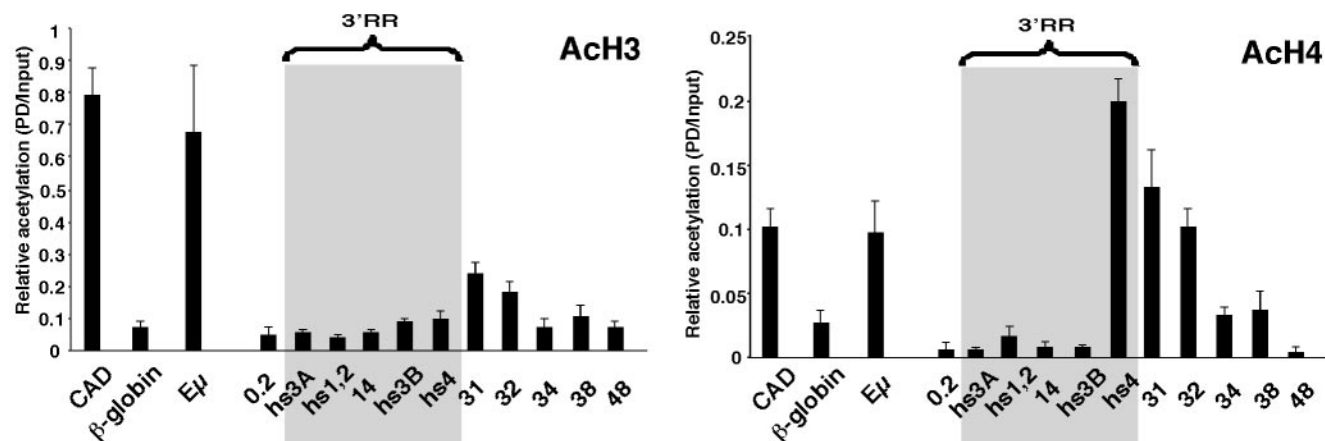 3'RR
AcH3
Relative acetylation (PD/Input)
1
0.9
0.8
0.7
0.6
0.5
0.4
0.3
0.2
0.1
0
CAD
β-globin
Eμ
0.2
hs3A
hs1,2
14
hs3B
hs4
31
32
34
38
48
3'RR
AcH4
Relative acetylation (PD/Input)
0.25
0.2
0.15
0.1
0.05
0
CAD
β-globin
Eμ
0.2
hs3A
hs1,2
14
hs3B
hs4
31
32
34
38
48